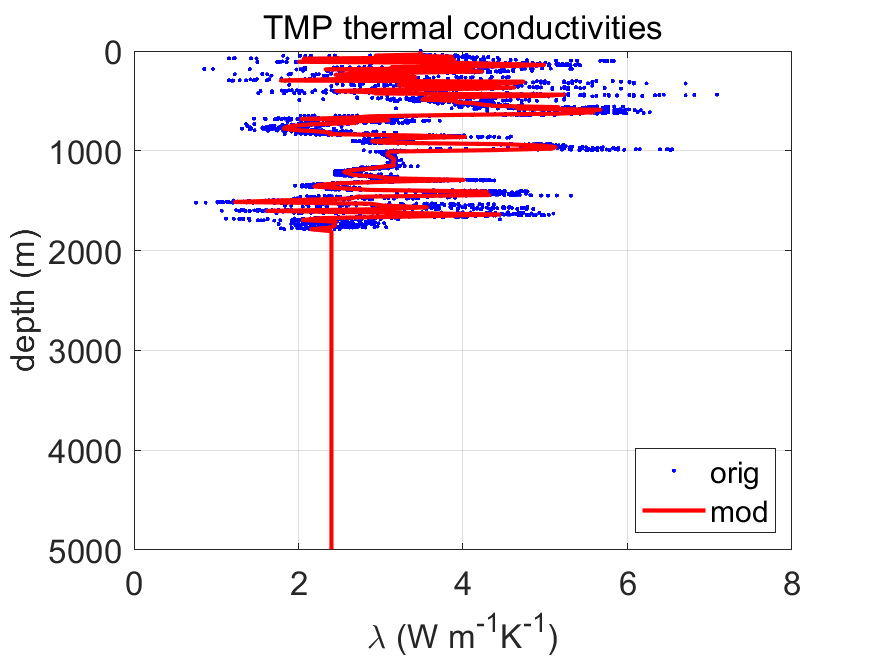 TMP thermal conductivities
0
1000
2000
3000
4000
5000
depth (m)
orig
mod
0 2 4 6 8
λ (W m⁻¹K⁻¹)